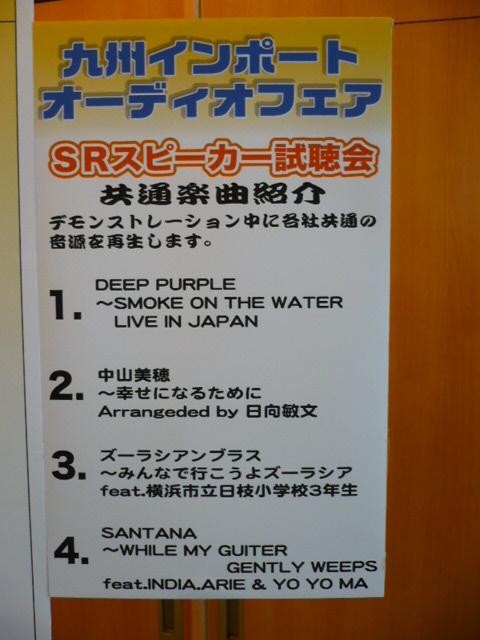 九州インポート
オーディオフェア
SRスピーカー試聴会
共通楽曲紹介
デモンストレーション中に各社共通の
音源を再生します。
1. DEEP PURPLE
～SMOKE ON THE WATER
LIVE IN JAPAN
2. 中山美穂
～幸せになるために
Arrangeded by 日向敏文
3. ズーラシアンブラス
～みんなで行こうよズーラシア
feat.横浜市立日枝小学校3年生
4. SANTANA
～WHILE MY GUITER
GENTLY WEEPS
feat.INDIA.ARIE & YO YO MA